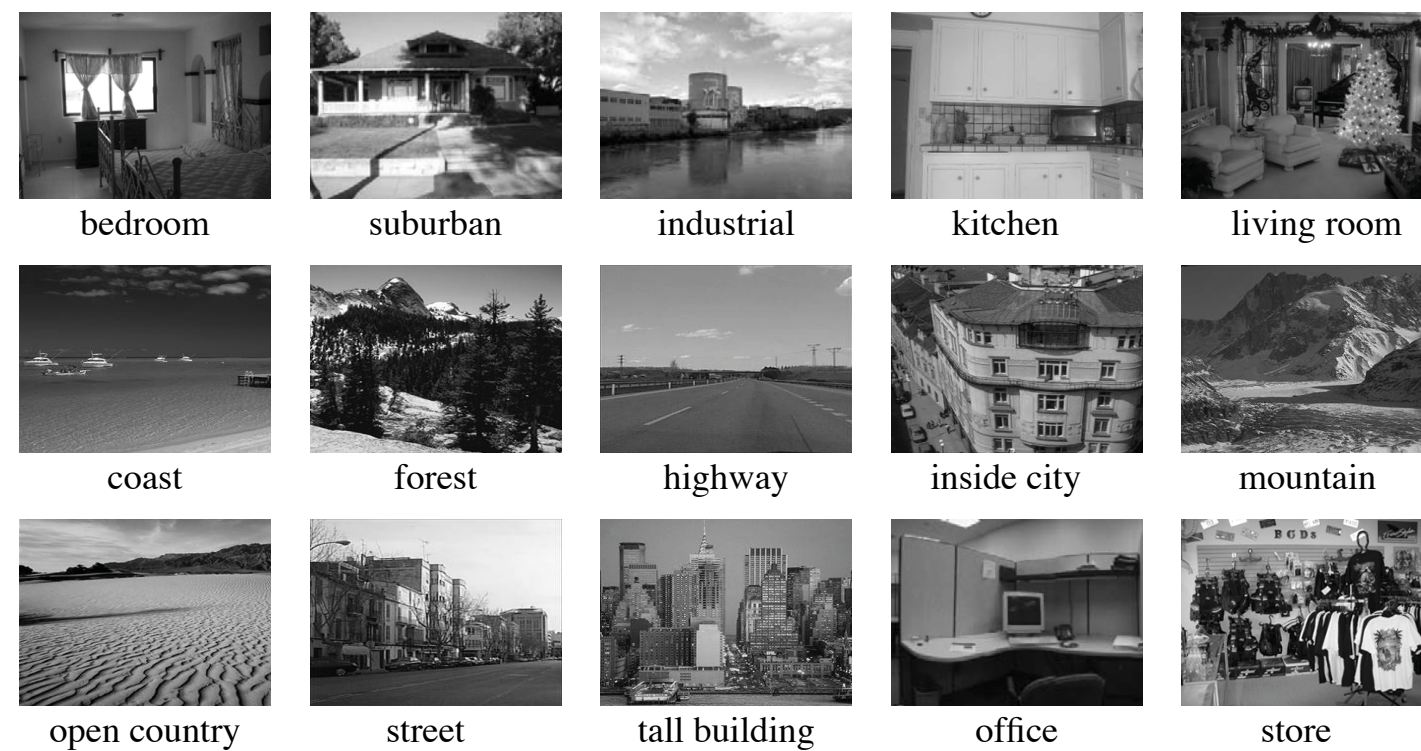 bedroom
suburban
industrial
kitchen
living room
coast
forest
highway
inside city
mountain
BGDs
open country
street
tall building
office
store